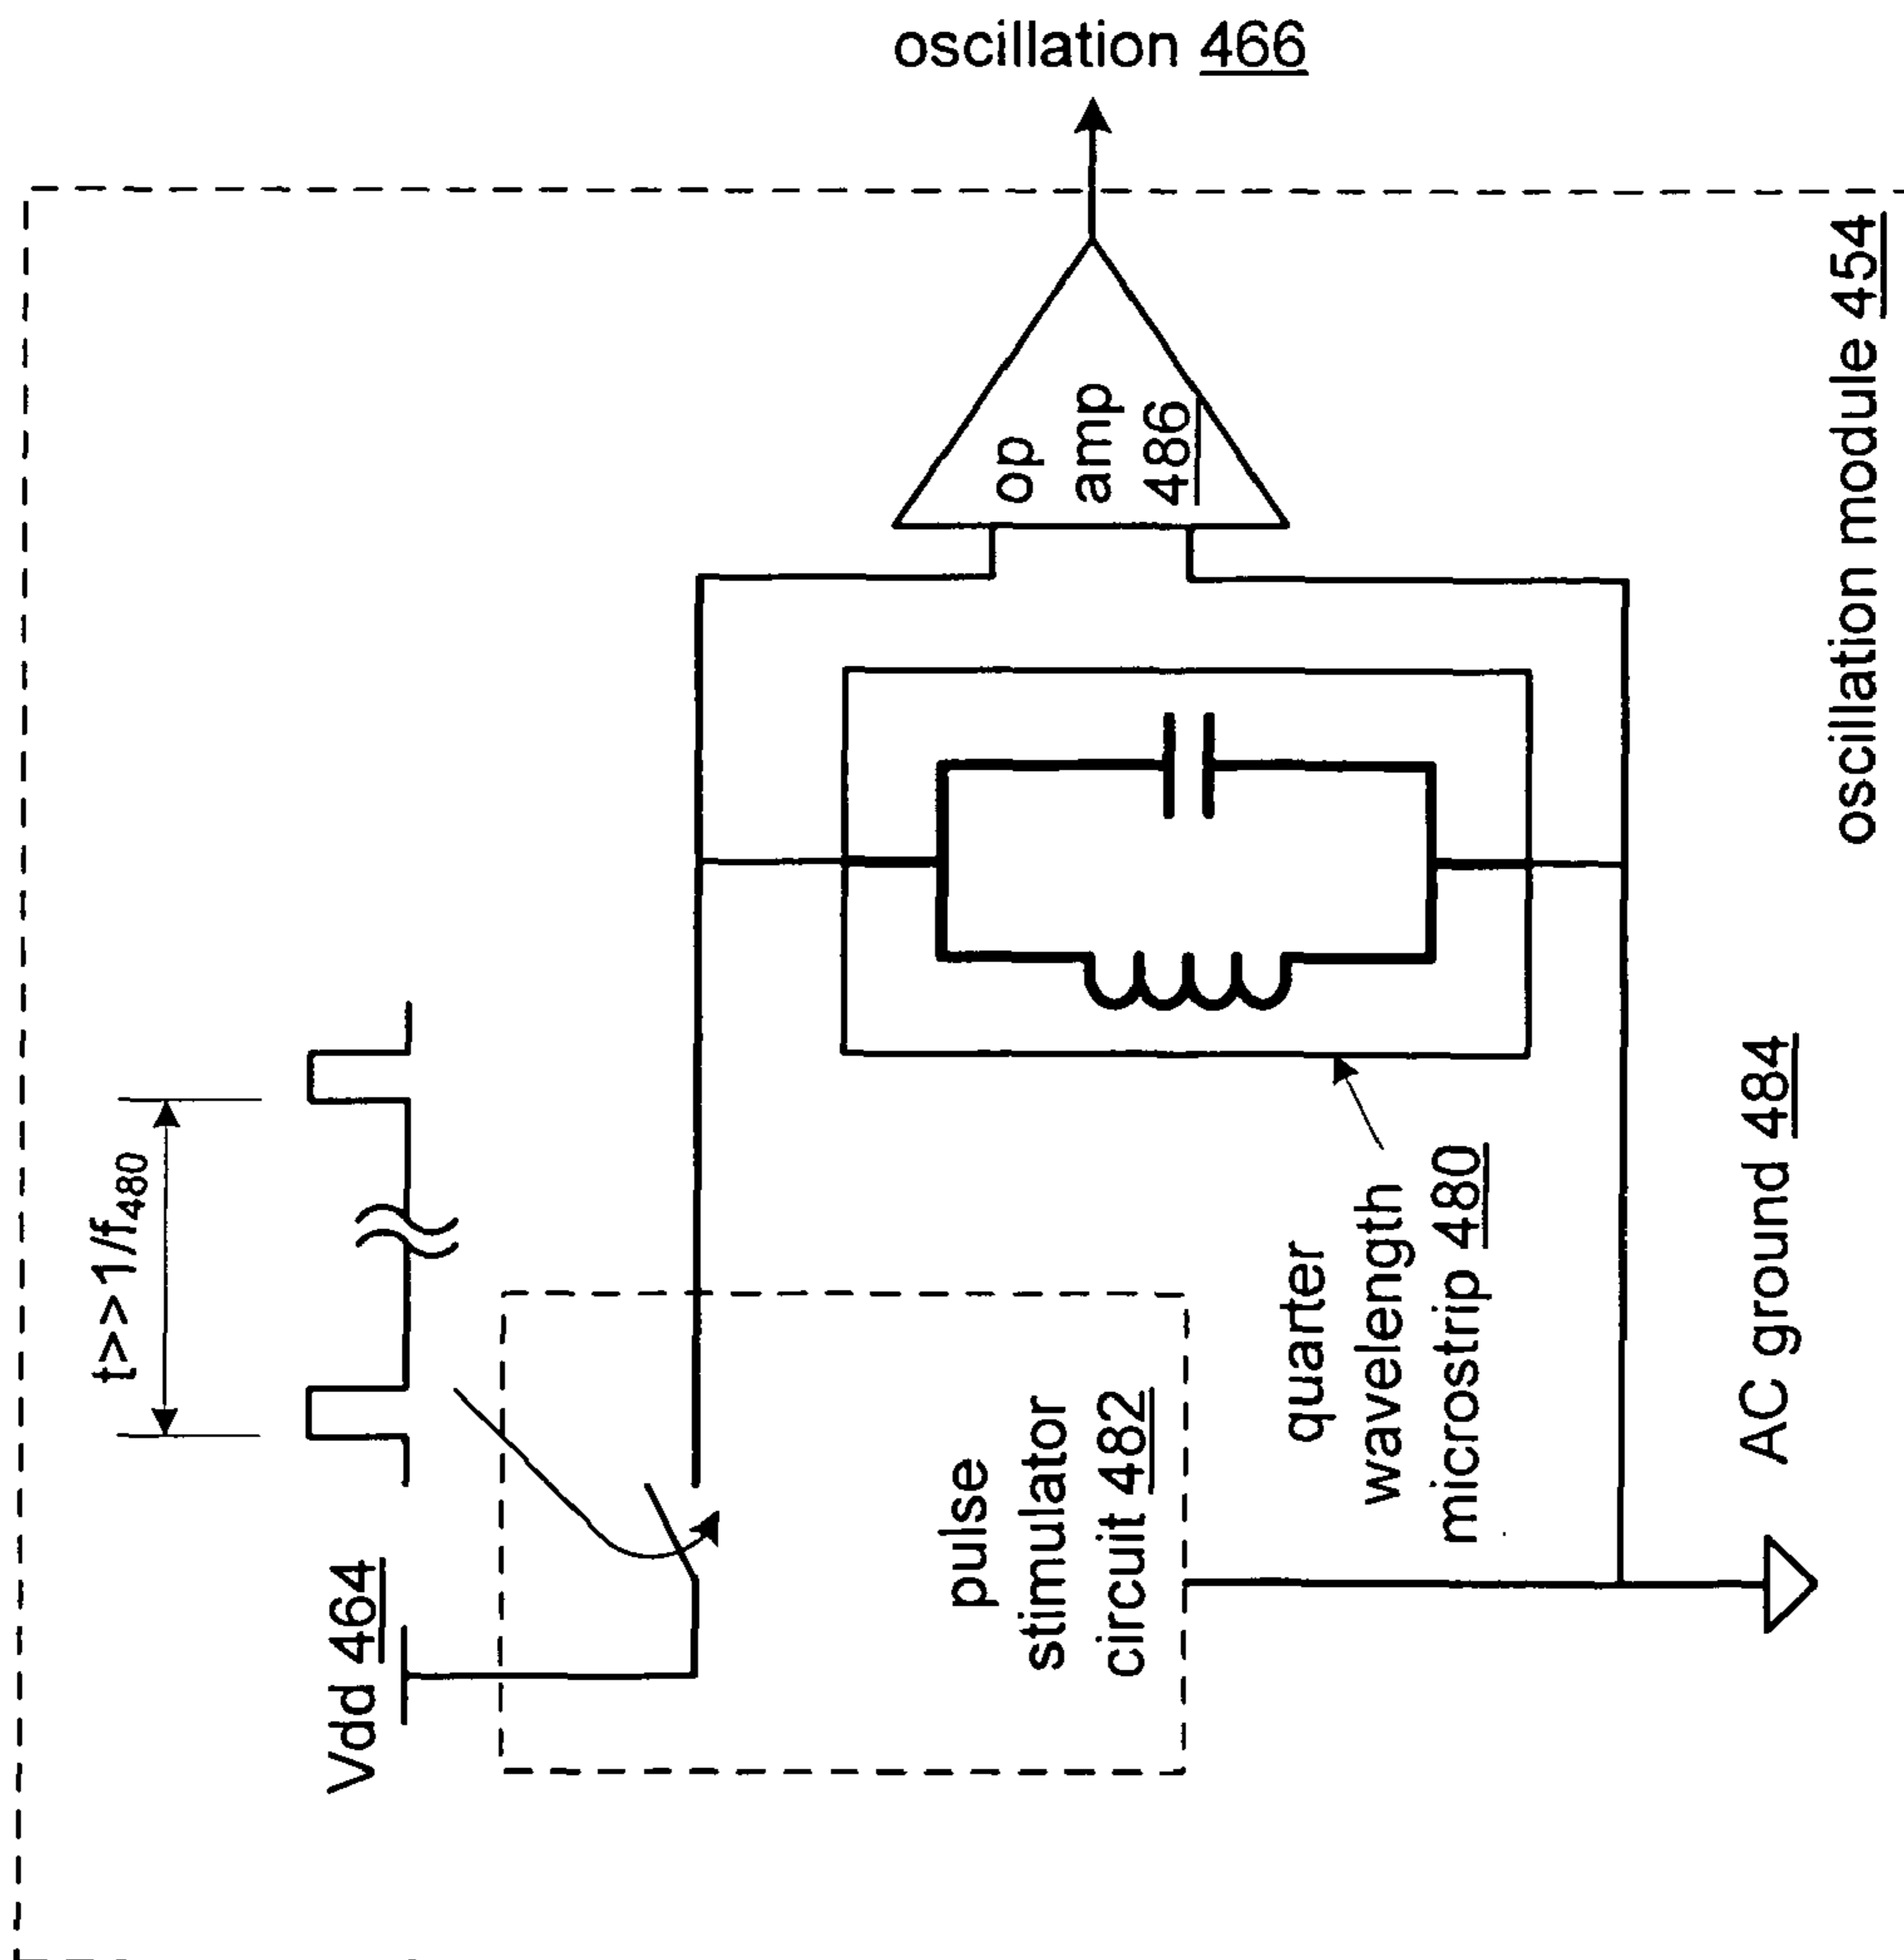 oscillation 466
t>>1/f480
Vdd 464
op
amp
486
pulse
stimulator
circuit 482
quarter
wavelength
microstrip 480
AC ground 484
oscillation module 454